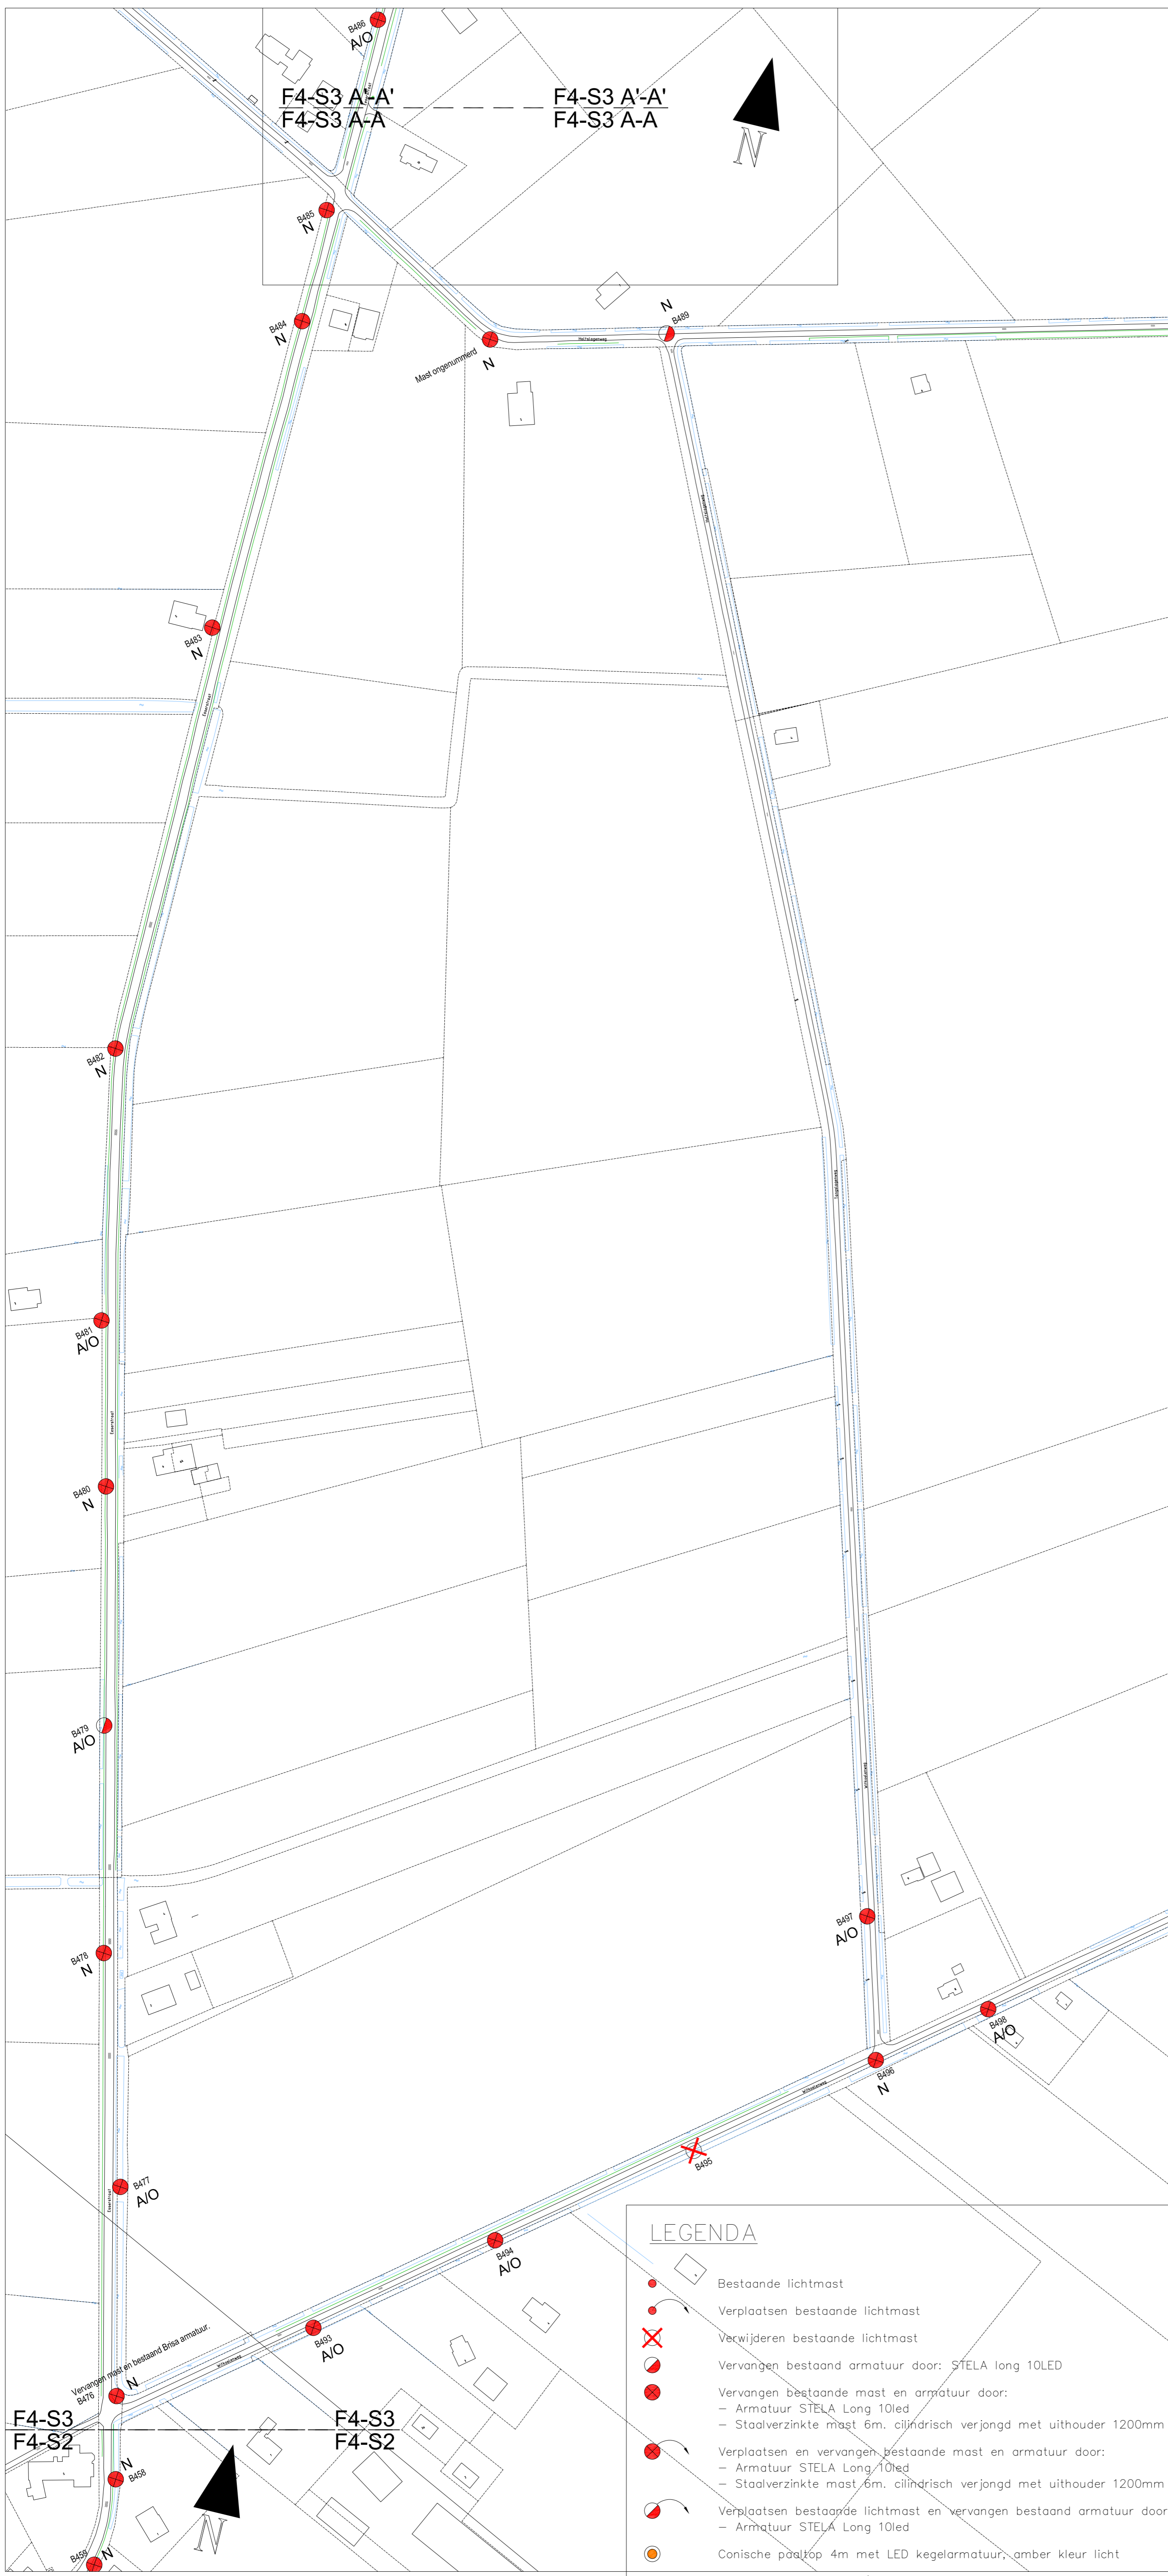 B486
A/O
F4-S3 A'-A'
F4-S3 A-A
F4-S3 A'-A'
F4-S3 A-A
N
B485
N
B484
N
Mast ongenummerd
N
N
B489
B483
N
Esserstraat
B482
N
B481
A/O
Esserstraat
B480
N
B479
A/O
B478
N
B497
A/O
B498
A/O
B496
N
B495
B477
A/O
Esserstraat
B494
A/O
B493
A/O
Vervangen mast en bestaand Brisa armatuur.
B476
N
F4-S3
F4-S2
F4-S3
F4-S2
N
B458
N
B459
N
LEGENDA
Bestaande lichtmast
Verplaatsen bestaande lichtmast
Verwijderen bestaande lichtmast
Vervangen bestaand armatuur door: STELA long 10LED
Vervangen bestaande mast en armatuur door:
– Armatuur STELA Long 10led
– Staalverzinkte mast 6m. cilindrisch verjongd met uithouder 1200mm
Verplaatsen en vervangen bestaande mast en armatuur door:
– Armatuur STELA Long 10led
– Staalverzinkte mast 6m. cilindrisch verjongd met uithouder 1200mm
Verplaatsen bestaande lichtmast en vervangen bestaand armatuur door
– Armatuur STELA Long 10led
Conische paaltop 4m met LED kegelarmatuur, amber kleur licht